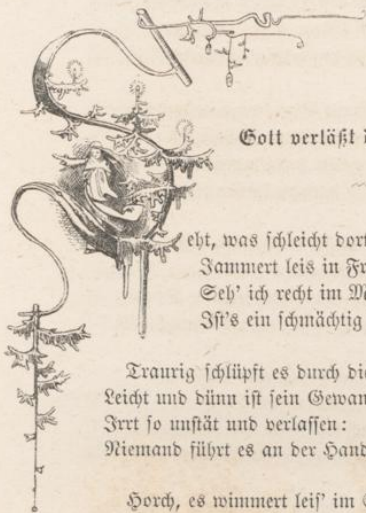 Gott verläßt
Seht, was schleicht dort
Jammert leis in
Seh' ich recht im
Ist's ein schmächtig
Traurig schlüpft es durch die
Leicht und dünn ist sein
Irrt so unstät und verlassen:
Niemand führt es an der Hand
Horch, es wimmert leis' im